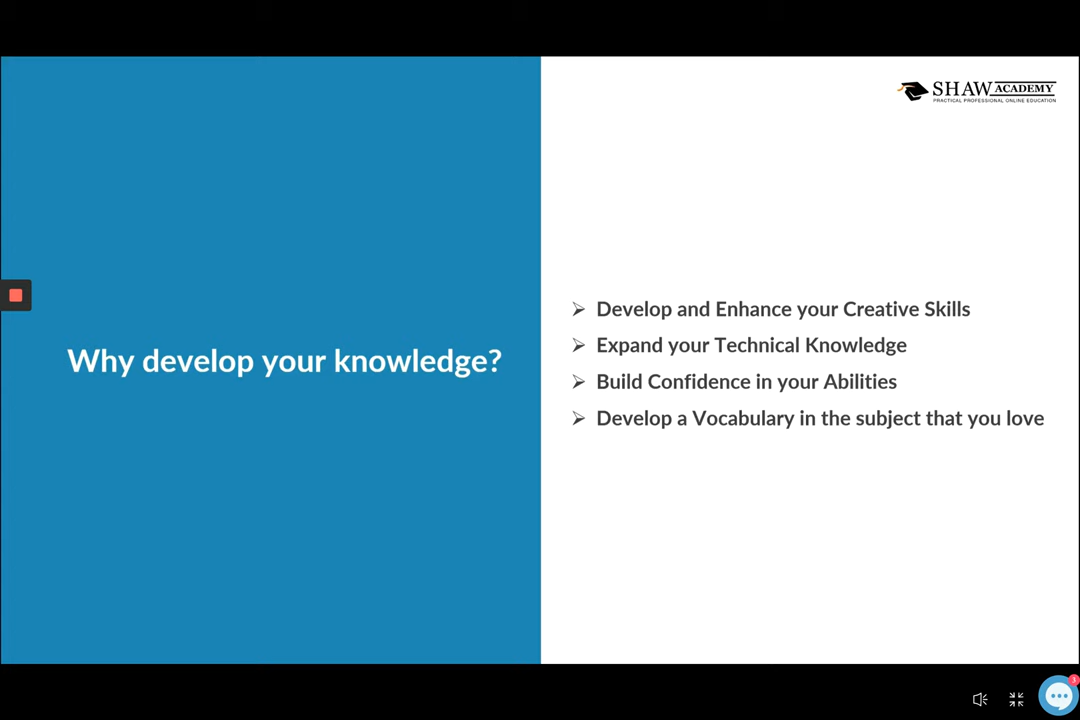 SHAW ACADEMY
PRACTICAL PROFESSIONAL ONLINE EDUCATION
Why develop your knowledge?
Develop and Enhance your Creative Skills
Expand your Technical Knowledge
Build Confidence in your Abilities
Develop a Vocabulary in the subject that you love
3